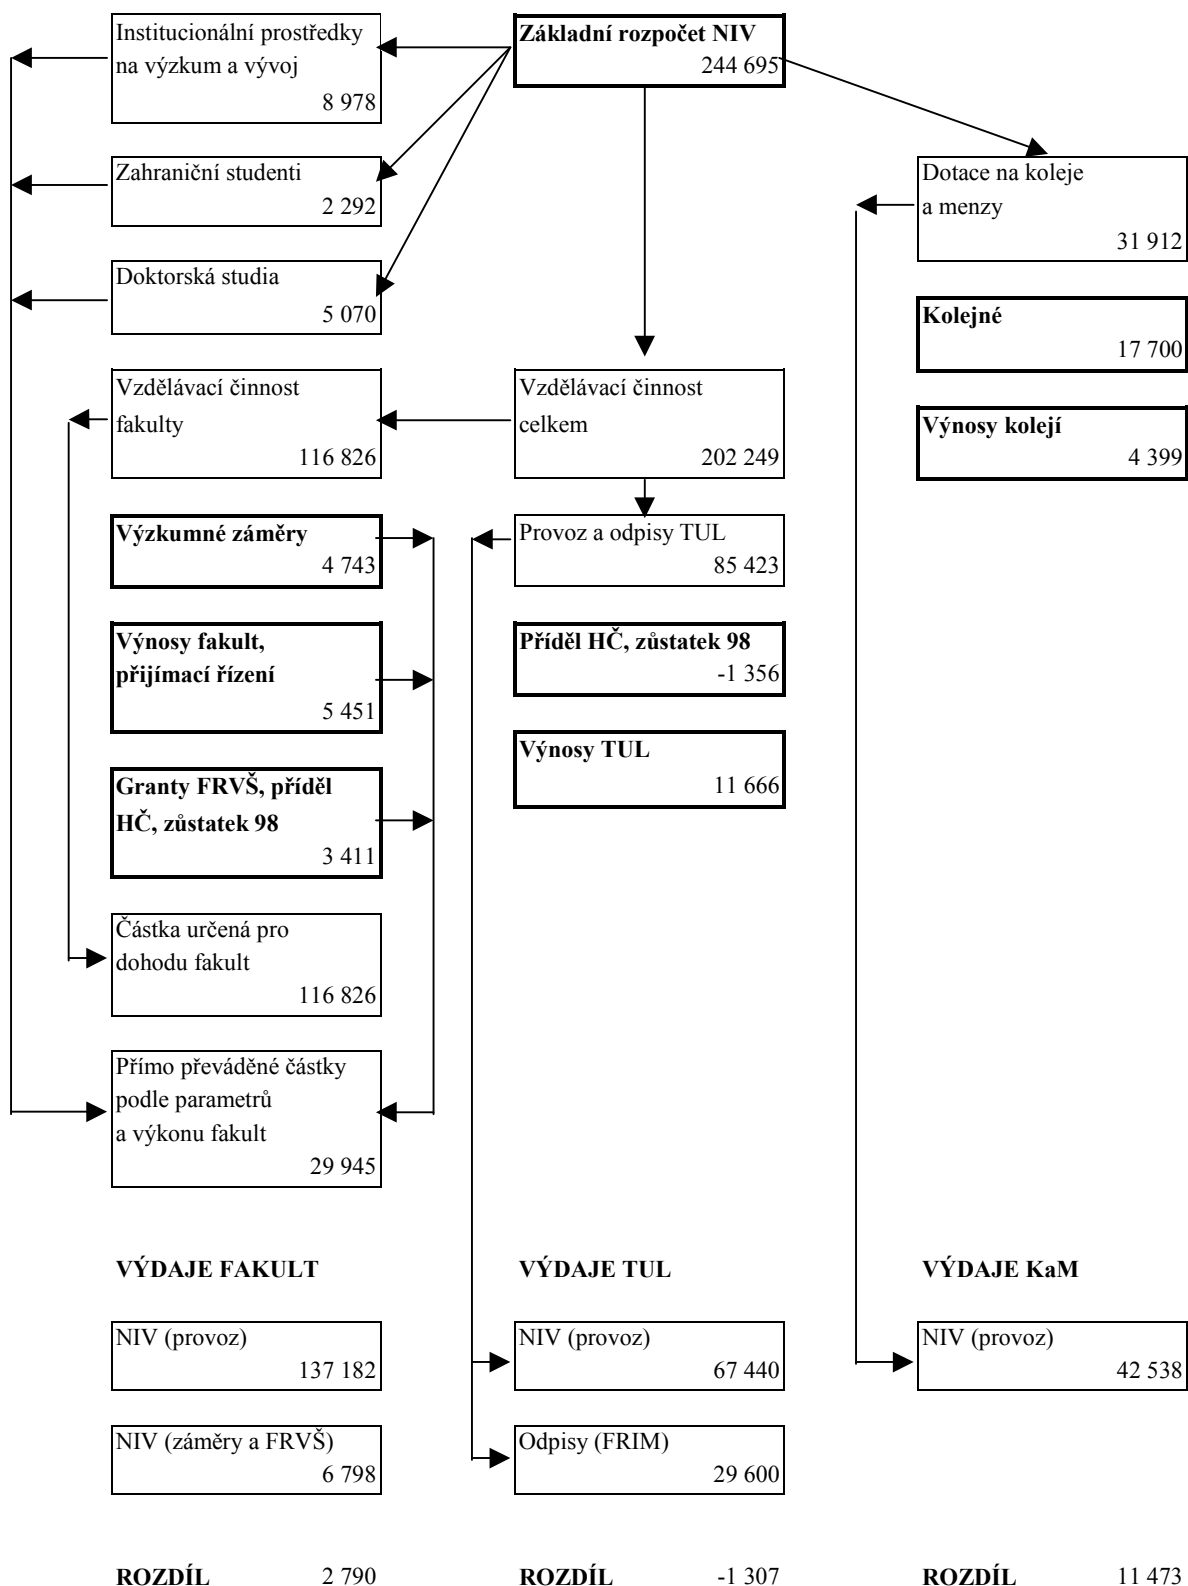 Institucionální prostředky
na výzkum a vývoj
8 978
Základní rozpočet NIV
244 695
Zahraniční studenti
2 292
Dotace na koleje
a menzy
31 912
Doktorská studia
5 070
Kolejné
17 700
Vzdělávací činnost
fakulty
116 826
Vzdělávací činnost
celkem
202 249
Výnosy kolejí
4 399
Výzkumné záměry
4 743
Provoz a odpisy TUL
85 423
Výnosy fakult,
přijímací řízení
5 451
Příděl HČ, zůstatek 98
-1 356
Výnosy TUL
11 666
Granty FRVŠ, příděl
HČ, zůstatek 98
3 411
Částka určená pro
dohodu fakult
116 826
Přímo převáděné částky
podle parametrů
a výkonu fakult
29 945
VÝDAJE FAKULT
VÝDAJE TUL
VÝDAJE KaM
NIV (provoz)
137 182
NIV (provoz)
67 440
NIV (provoz)
42 538
NIV (záměry a FRVŠ)
6 798
Odpisy (FRIM)
29 600
ROZDÍL 2 790
ROZDÍL -1 307
ROZDÍL 11 473